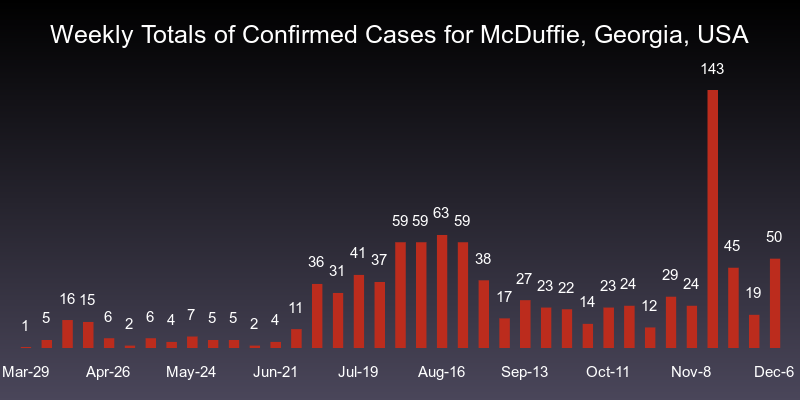 Weekly Totals of Confirmed Cases for McDuffie, Georgia, USA
1 5 16 15 6 2 6 4 7 5 5 2 4 11 36 31 41 37 59 59 63 59 38 17 27 23 22 14 23 24 12 29 24 143 45 19 50
Mar-29 Apr-26 May-24 Jun-21 Jul-19 Aug-16 Sep-13 Oct-11 Nov-8 Dec-6